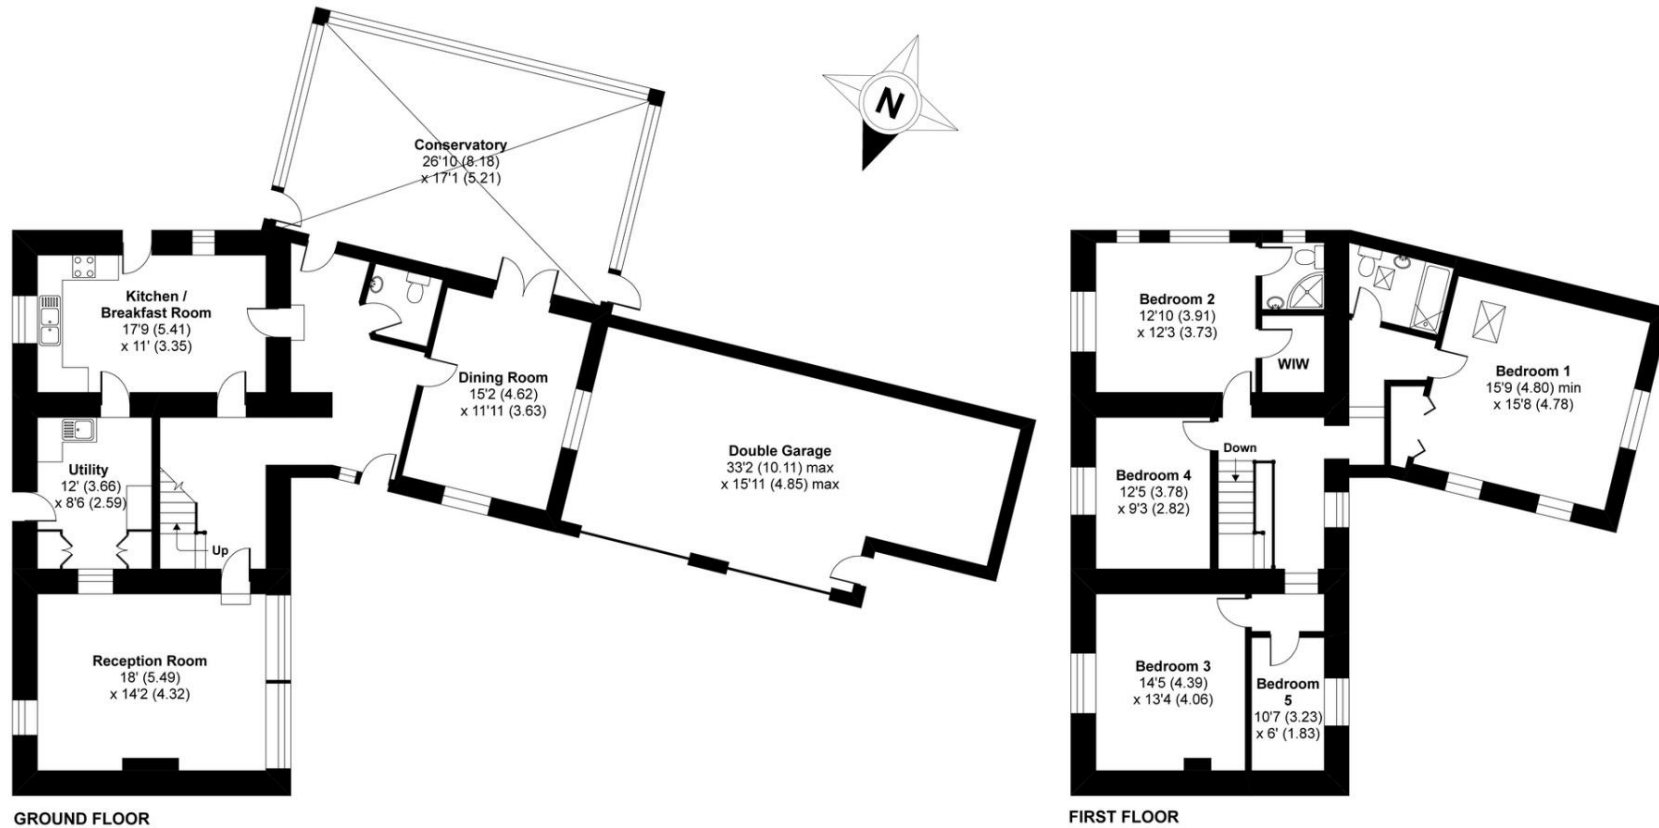 Conservatory
26'10 (8.18)
x 17'1 (5.21)
N
Kitchen /
Breakfast Room
17'9 (5.41)
x 11' (3.35)
Dining Room
15'2 (4.62)
x 11'11 (3.63)
Double Garage
33'2 (10.11) max
x 15'11 (4.85) max
Utility
12' (3.66)
x 8'6 (2.59)
Up
Reception Room
18' (5.49)
x 14'2 (4.32)
GROUND FLOOR
Bedroom 2
12'10 (3.91)
x 12'3 (3.73)
WIW
Bedroom 1
15'9 (4.80) min
x 15'8 (4.78)
Down
Bedroom 4
12'5 (3.78)
x 9'3 (2.82)
Bedroom 3
14'5 (4.39)
x 13'4 (4.06)
Bedroom
5
10'7 (3.23)
x 6' (1.83)
FIRST FLOOR